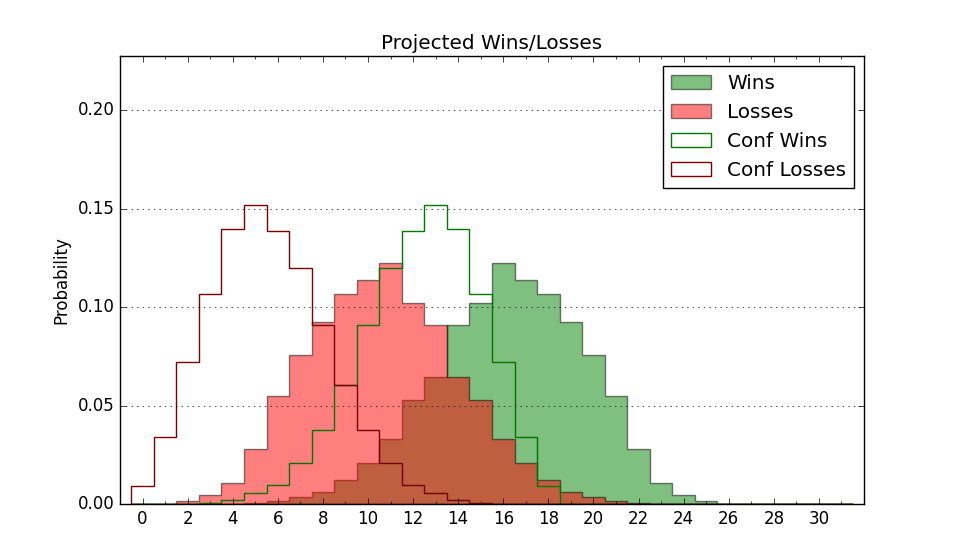 Projected Wins/Losses
Wins
Losses
Conf Wins
Conf Losses
Probability
0.20
0.15
0.10
0.05
0.00
0 2 4 6 8 10 12 14 16 18 20 22 24 26 28 30